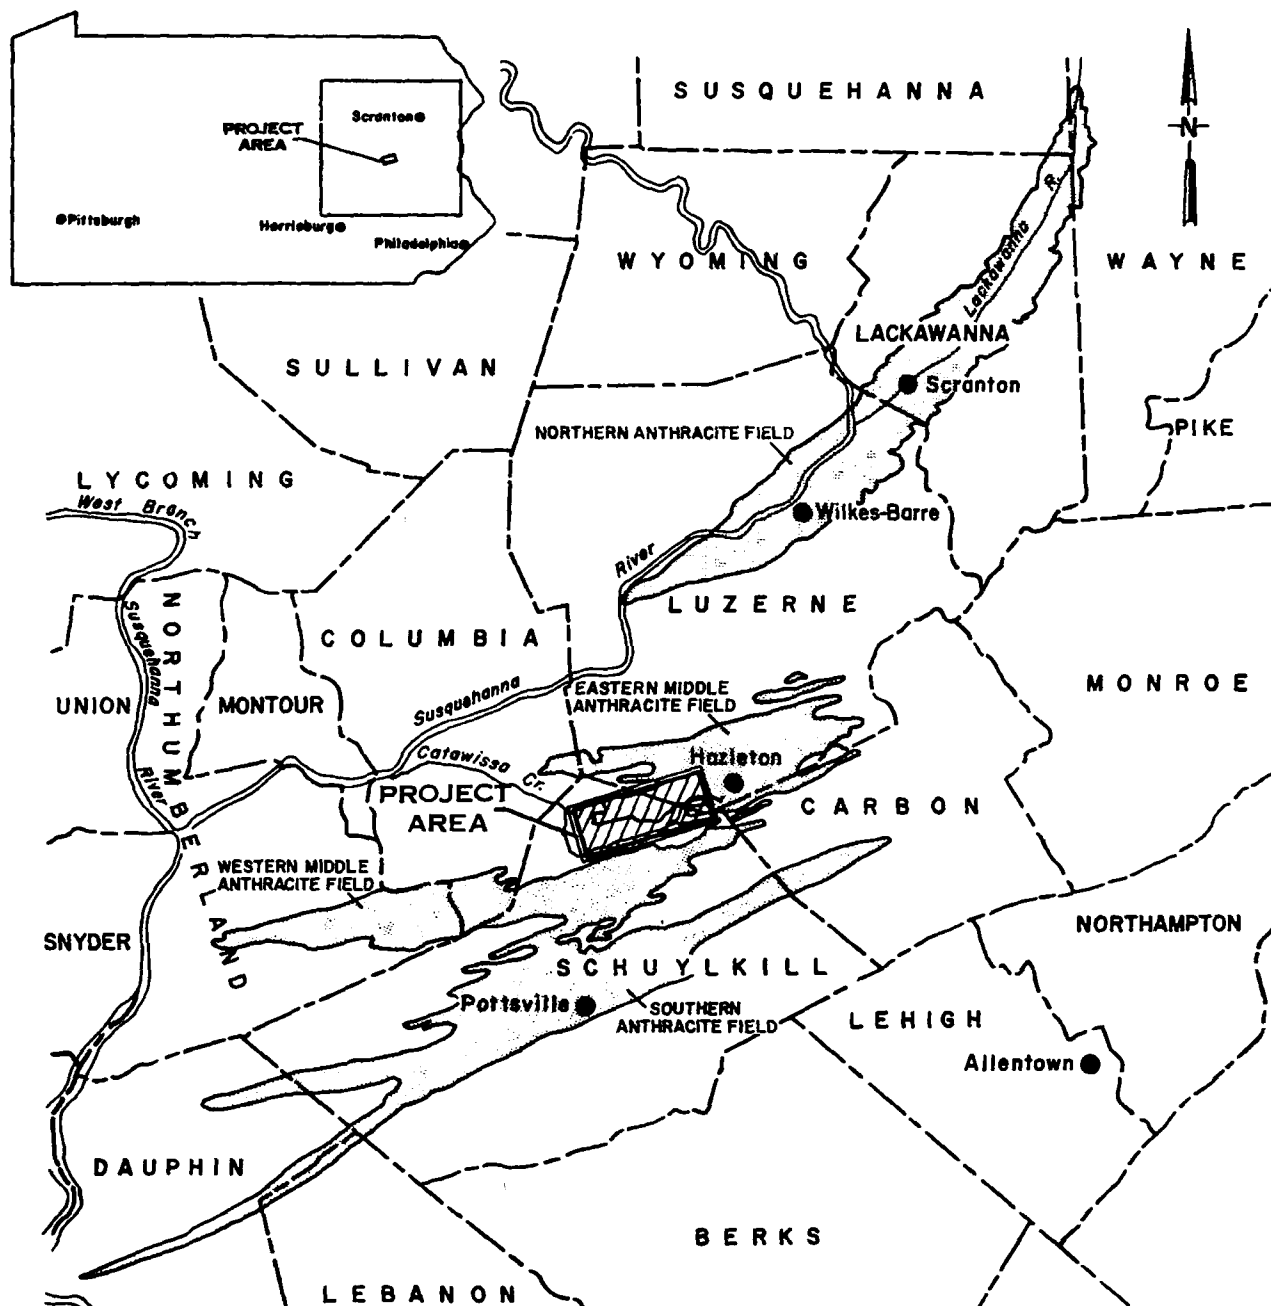 Scranton
PROJECT
AREA
Pittsburgh
Harrisburg
Philadelphia
SUSQUEHANNA
N
WYOMING
WAYNE
Lackawanna R.
LACKAWANNA
Scranton
SULLIVAN
PIKE
NORTHERN ANTHRACITE FIELD
LYCOMING
West Branch
Wilkes-Barre
River
LUZERNE
NORTHUMBERLAND
Susquehanna
River
COLUMBIA
UNION
MONTOUR
Susquehanna
EASTERN MIDDLE
ANTHRACITE FIELD
MONROE
Catawissa Cr.
Hazleton
PROJECT
AREA
CARBON
WESTERN MIDDLE
ANTHRACITE FIELD
SNYDER
NORTHAMPTON
SCHUYLKILL
Pottsville
SOUTHERN
ANTHRACITE FIELD
LEHIGH
Allentown
DAUPHIN
BERKS
LEBANON